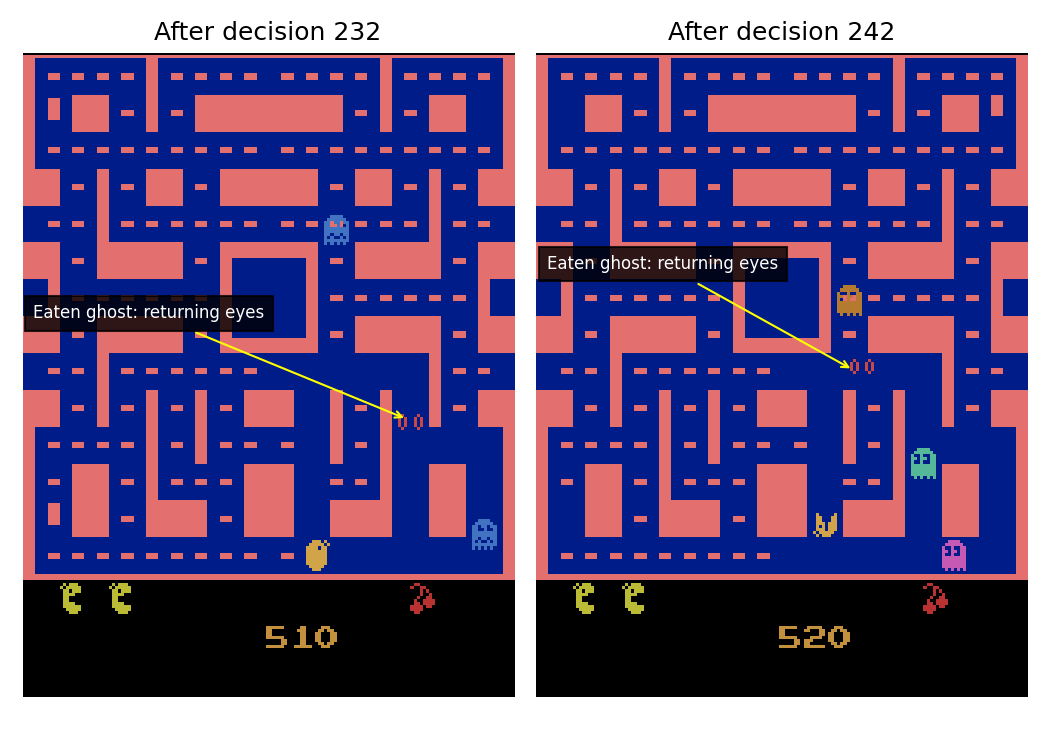 After decision 232
After decision 242
Eaten ghost: returning eyes
Eaten ghost: returning eyes
510
520